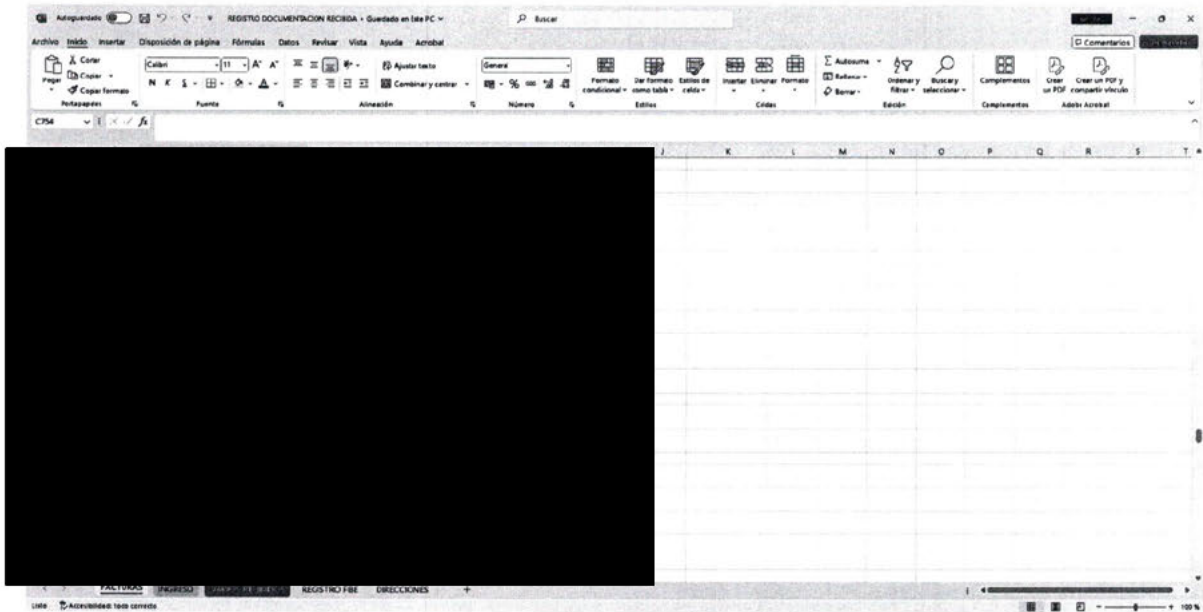 Autoguardado REGISTRO DOCUMENTACION RECIBIDA • Guardado en Este PC Buscar
Archivo Inicio Insertar Disposición de página Fórmulas Datos Revisar Vista Ayuda Acrobat Comentarios
Pegar Cortar Copiar Copiar formato
Calibri 11 A^ A˅
N K S A
Ajustar texto
Combinar y centrar
General
% 000
Formato condicional Dar formato como tabla Estilos de celda
Insertar Eliminar Formato
Σ Autosuma Rellenar Borrar
Ordenar y filtrar Buscar y seleccionar
Complementos
Crear un PDF Crear un PDF y compartir vínculo
Portapapeles Fuente Alineación Número Estilos Celdas Edición Complementos Adobe Acrobat
C754 fx
J K L M N O P Q R S T
FACTURAS INGRESO REGISTRO FBE DIRECCIONES +
Listo Accesibilidad: todo correcto